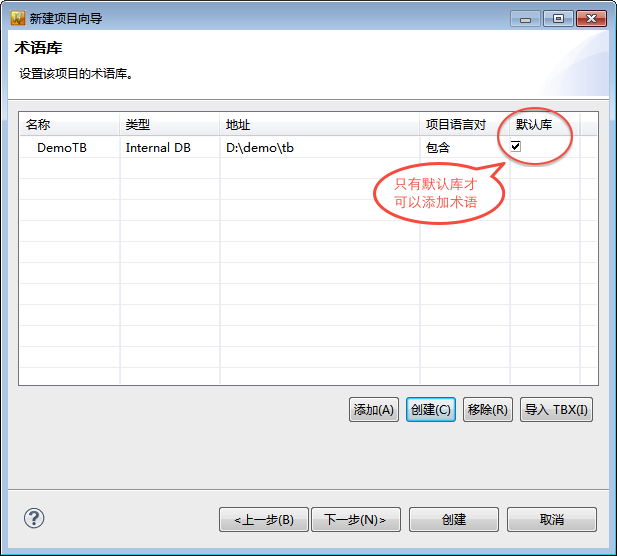 新建项目向导
术语库
设置该项目的术语库。
名称 类型 地址 项目语言对 默认库
DemoTB Internal DB D:\demo\tb 包含
只有默认库才
可以添加术语
添加(A) 创建(C) 移除(R) 导入 TBX(I)
<上一步(B) 下一步(N)> 创建 取消